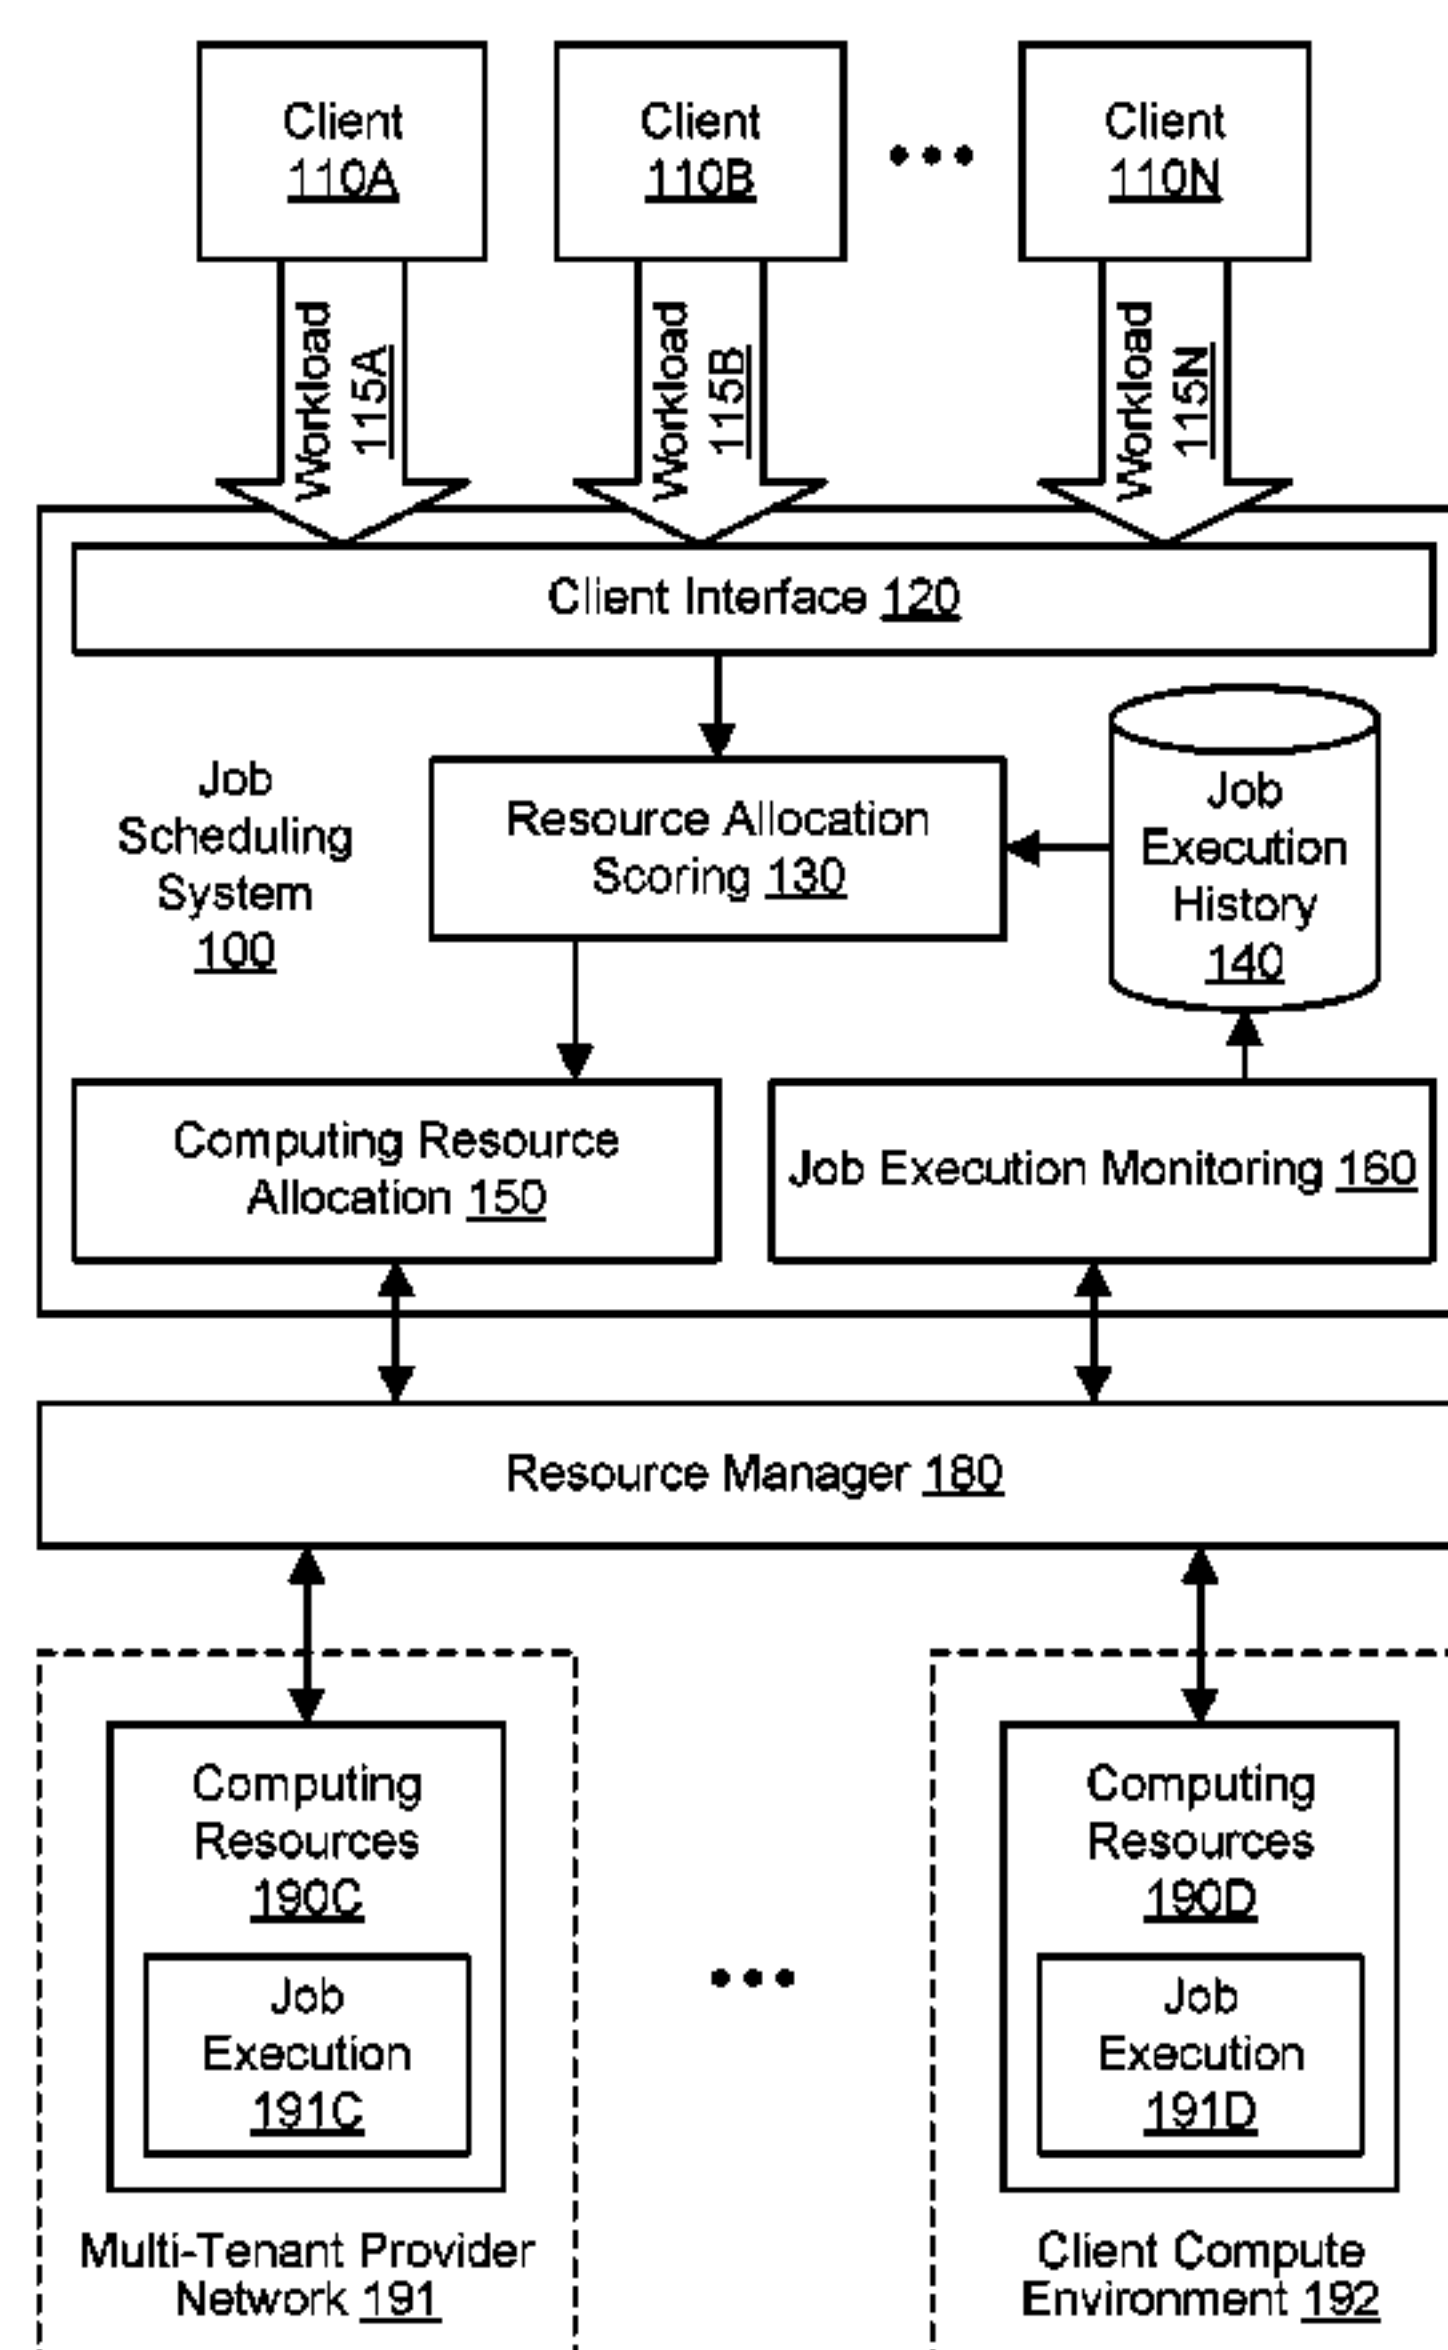 Client
110A
Client
110B
Client
110N
Workload
115A
Workload
115B
Workload
115N
Client Interface 120
Job
Scheduling
System
100
Resource Allocation
Scoring 130
Job
Execution
History
140
Computing Resource
Allocation 150
Job Execution Monitoring 160
Resource Manager 180
Computing
Resources
190C
Job
Execution
191C
Multi-Tenant Provider
Network 191
Computing
Resources
190D
Job
Execution
191D
Client Compute
Environment 192